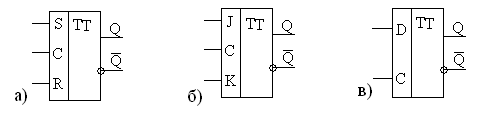 S TT Q
C
R Q̅
а)
J TT Q
C
K Q̅
б)
D TT Q
C Q̅
в)